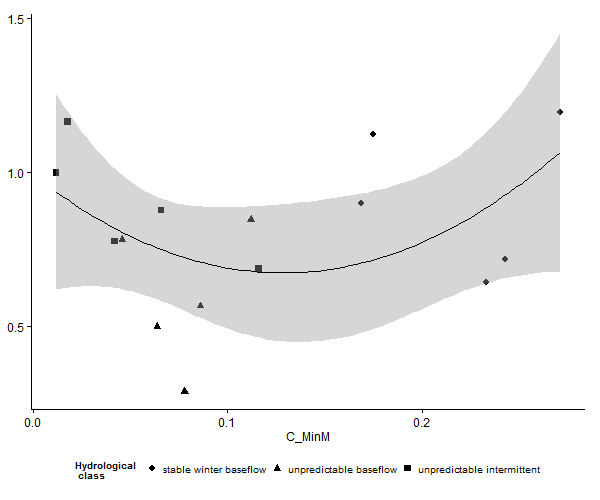 1.5
1.0
0.5
0.0 0.1 0.2
C_MinM
Hydrological
class
stable winter baseflow unpredictable baseflow unpredictable intermittent